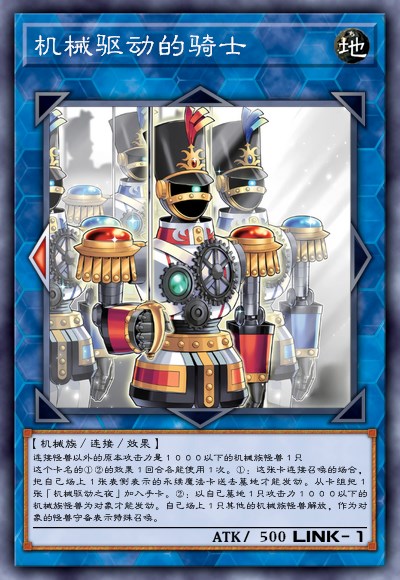 机械驱动的骑士
地
【机械族/连接/效果】
连接怪兽以外的原本攻击力是1000以下的机械族怪兽1只
这个卡名的①②的效果1回合各能使用1次。①:这张卡连接召唤的场合,
把自己场上1张表侧表示的永续魔法卡送去墓地才能发动。从卡组把1
张「机械驱动之夜」加入手卡。②:以自己墓地1只攻击力1000以下的
机械族怪兽为对象才能发动。自己场上1只其他的机械族怪兽解放,作为对
象的怪兽守备表示特殊召唤。
ATK/ 500 LINK-1